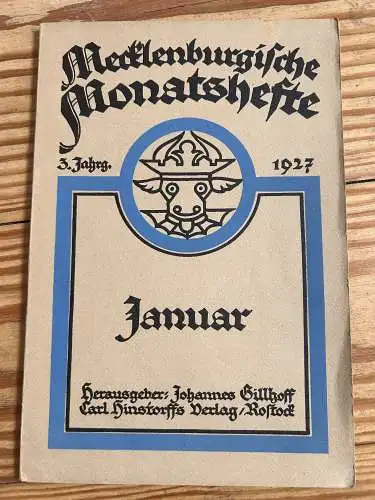 Mecklenburgische
Monatshefte
3. Jahrg. 1927
Januar
Herausgeber: Johannes Gillhoff
Carl Hinstorffs Verlag/Rostock